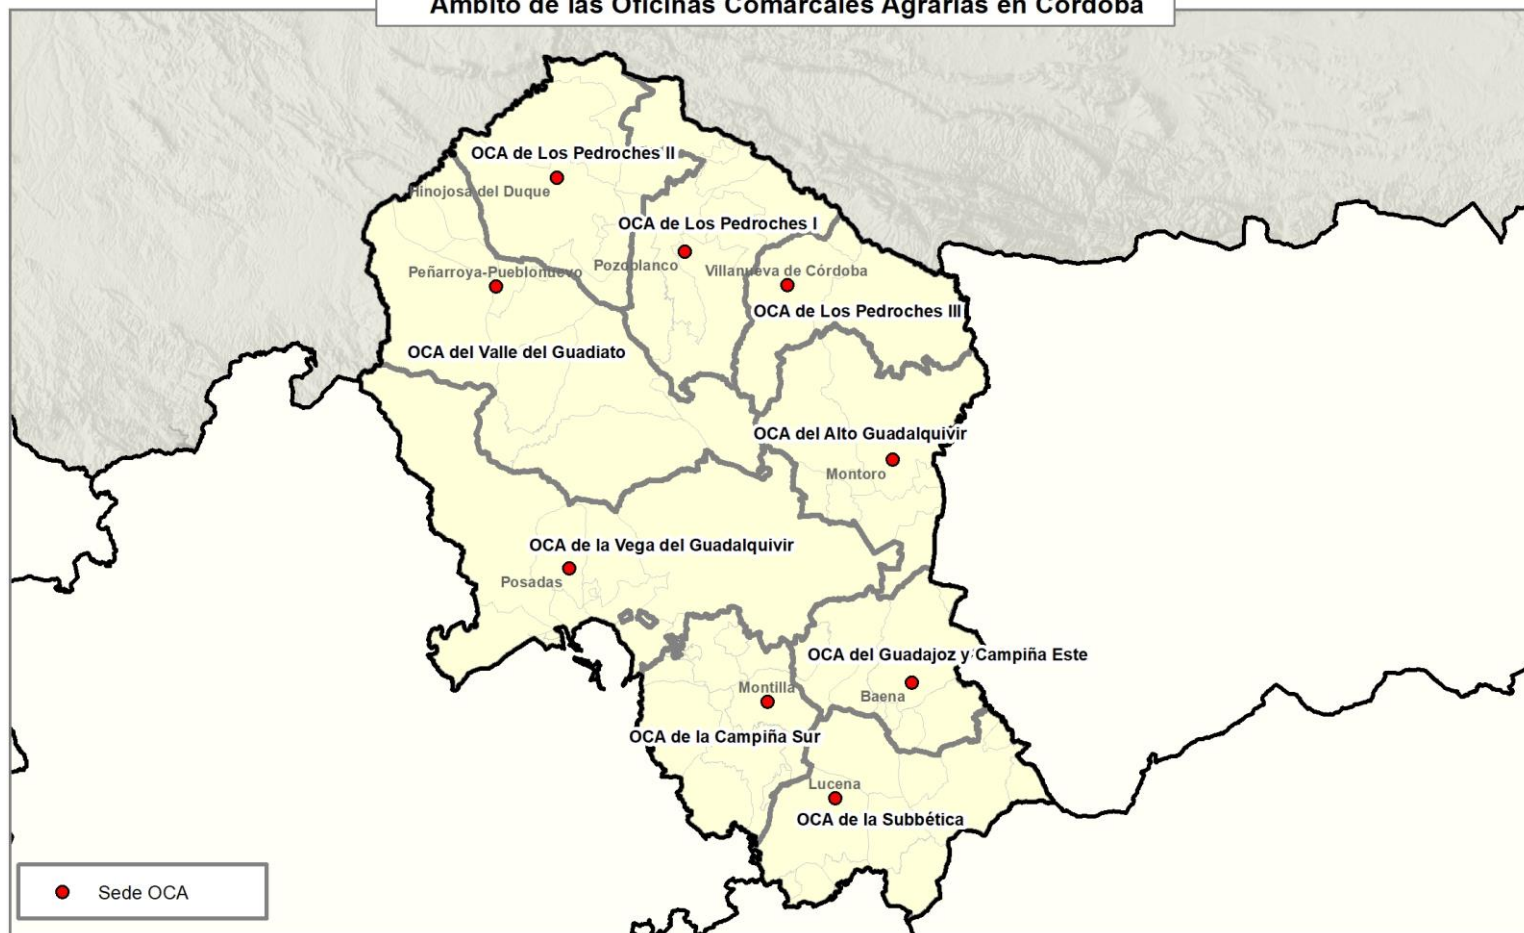 Ámbito de las Oficinas Comarcales Agrarias en Córdoba
OCA de Los Pedroches II
Hinojosa del Duque
OCA de Los Pedroches I
Pozoblanco
Peñarroya-Pueblonuevo
Villanueva de Córdoba
OCA de Los Pedroches III
OCA del Valle del Guadiato
OCA del Alto Guadalquivir
Montoro
OCA de la Vega del Guadalquivir
Posadas
OCA del Guadajoz y Campiña Este
Montilla
Baena
OCA de la Campiña Sur
Lucena
OCA de la Subbética
Sede OCA